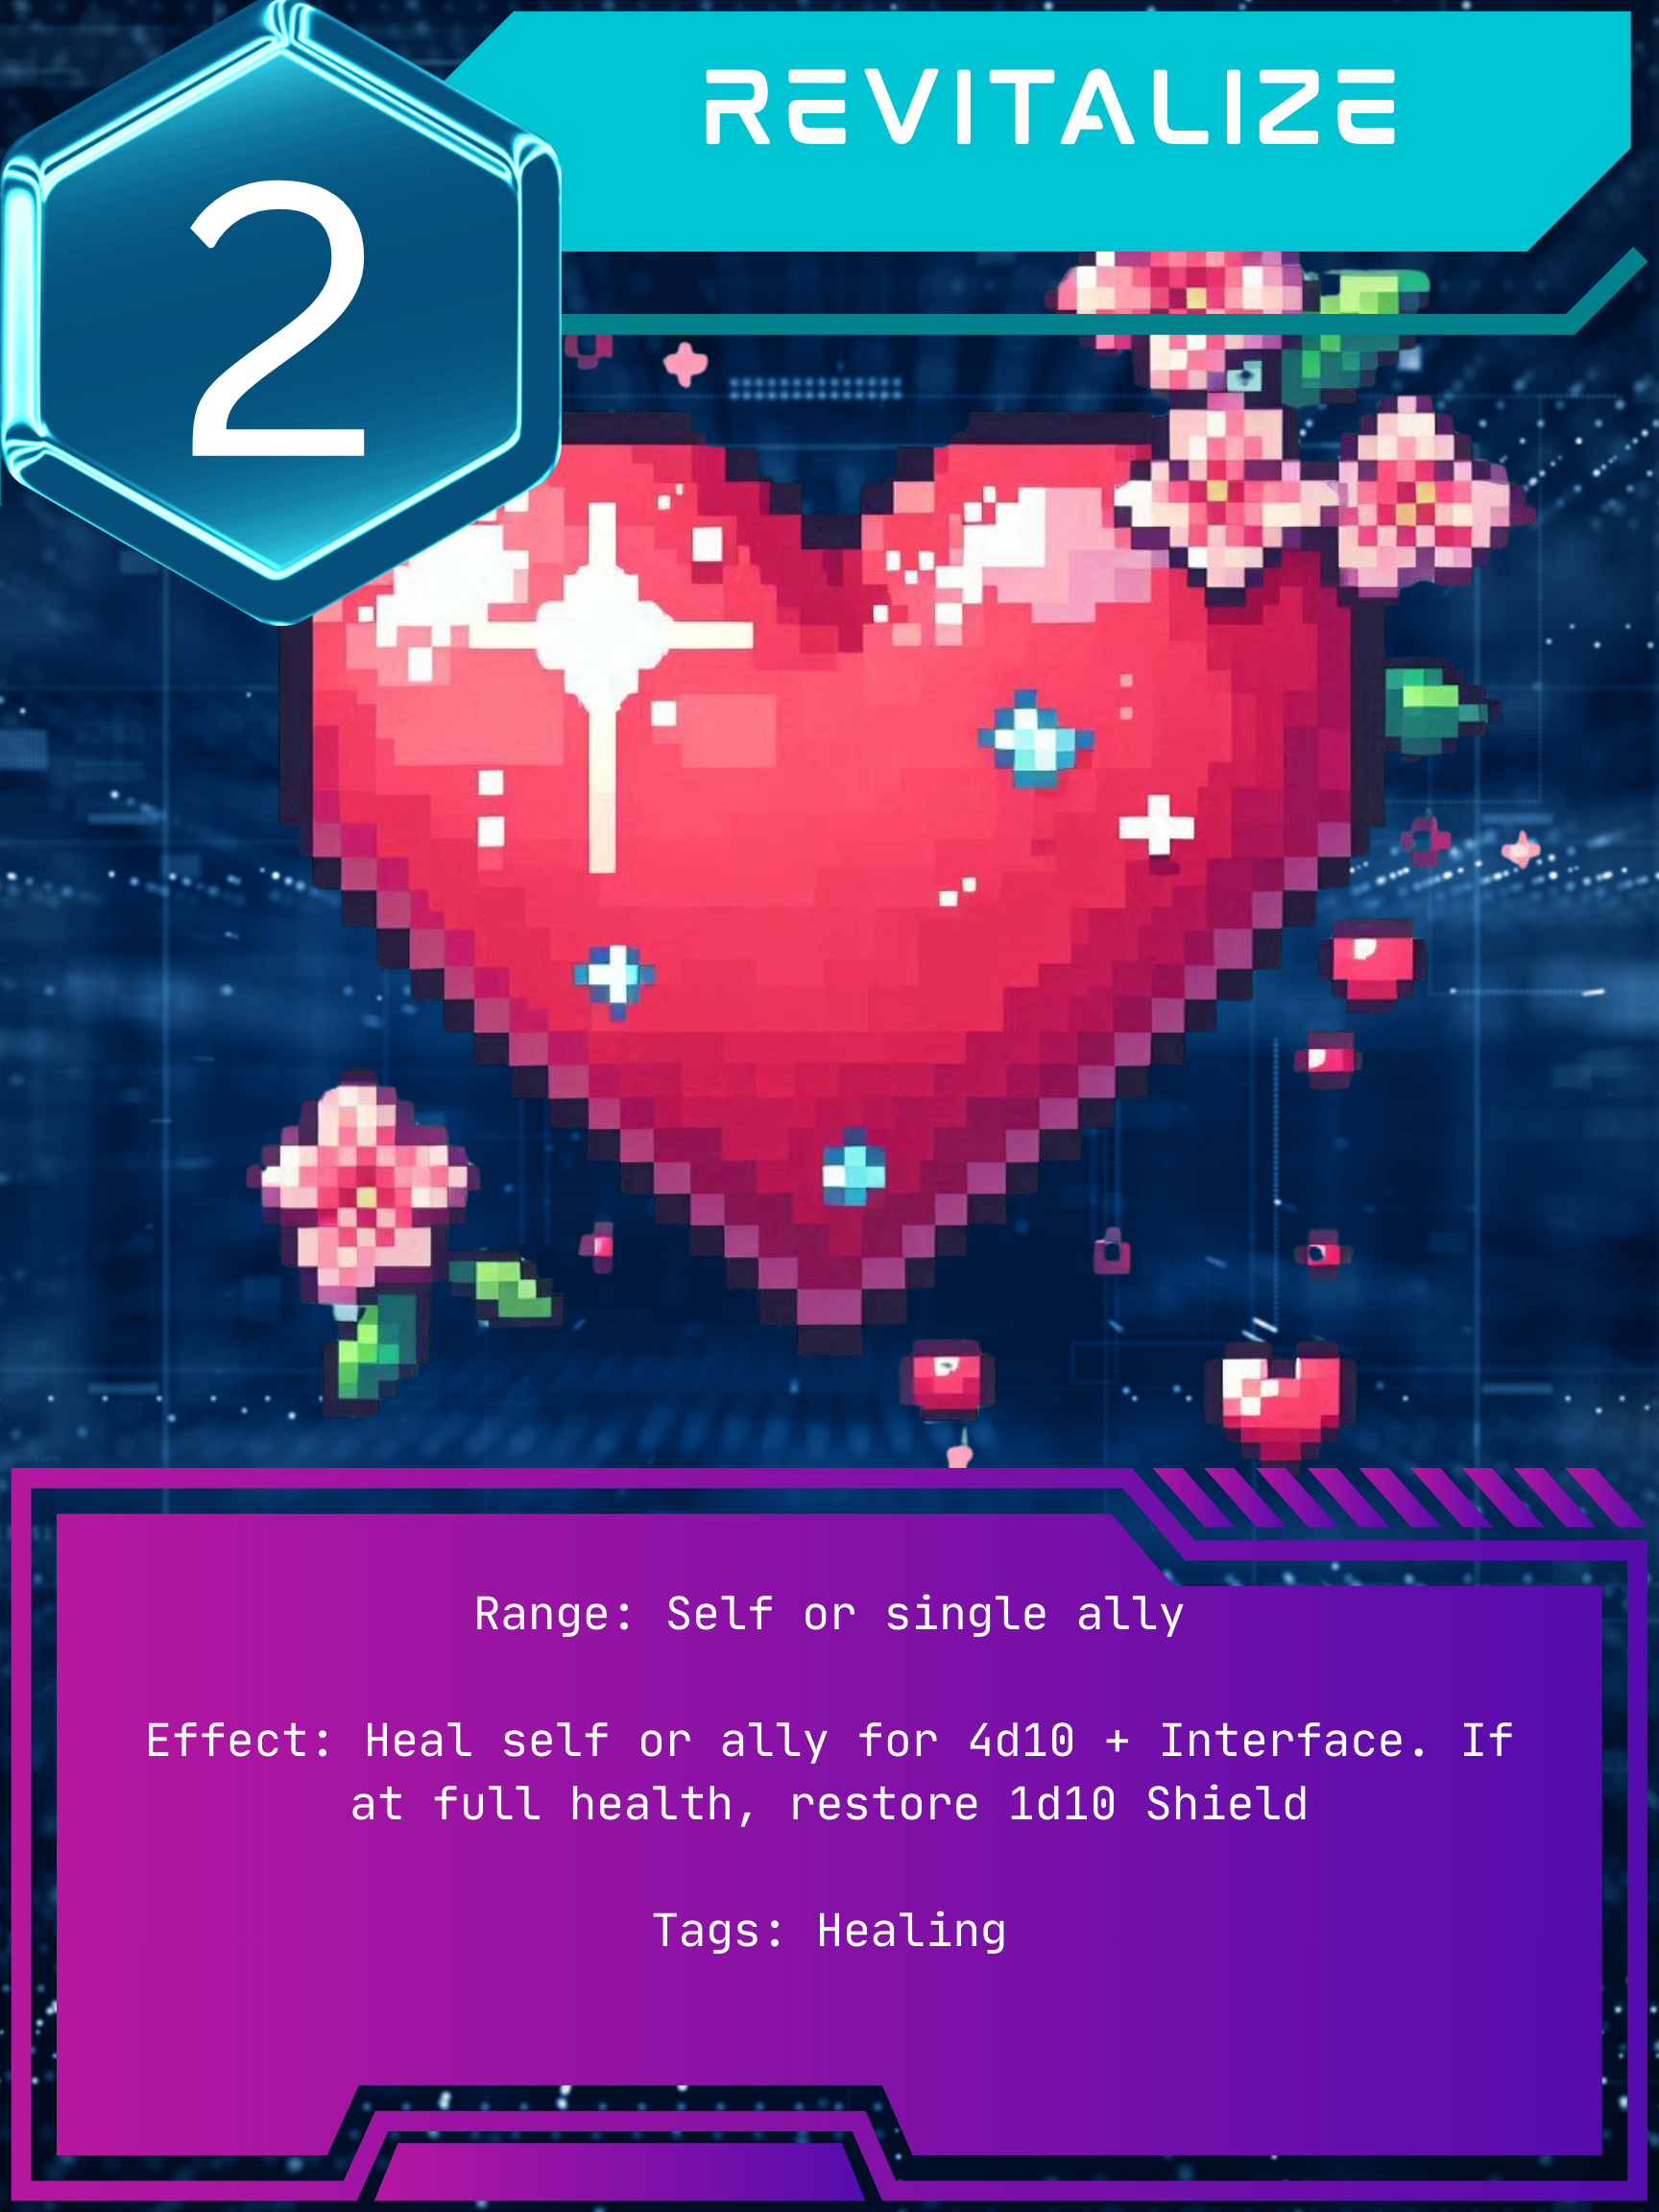 REVITALIZE
2
Range: Self or single ally
Effect: Heal self or ally for 4d10 + Interface. If
at full health, restore 1d10 Shield
Tags: Healing